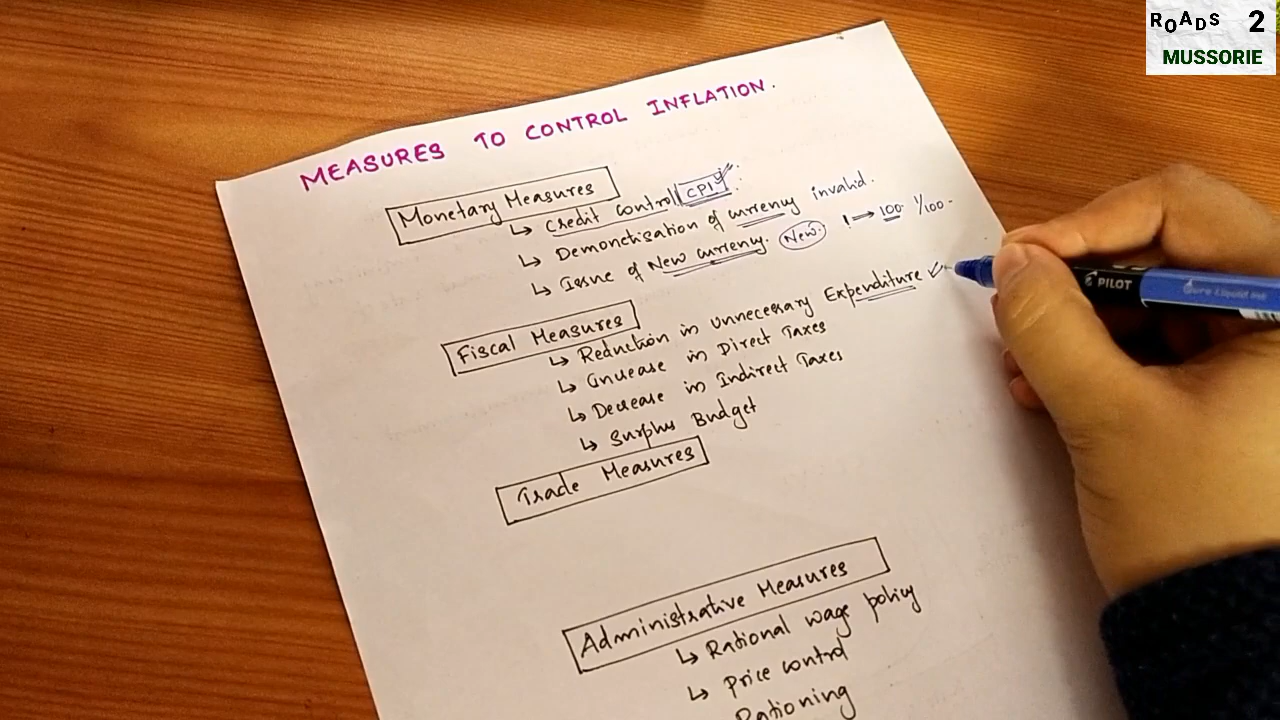 ROADS 2
MUSSORIE
MEASURES TO CONTROL INFLATION.
Monetary Measures
↳ Credit control CPI
↳ Demonetisation of currency invalid.
↳ Issue of New currency. New. 1 → 100. 1/100.
Fiscal Measures
↳ Reduction in unnecessary Expenditure
↳ Increase in Direct Taxes
↳ Decrease in Indirect Taxes
↳ Surplus Budget
Trade Measures
Administrative Measures
↳ Rational wage policy
↳ Price control
Rationing
PILOT